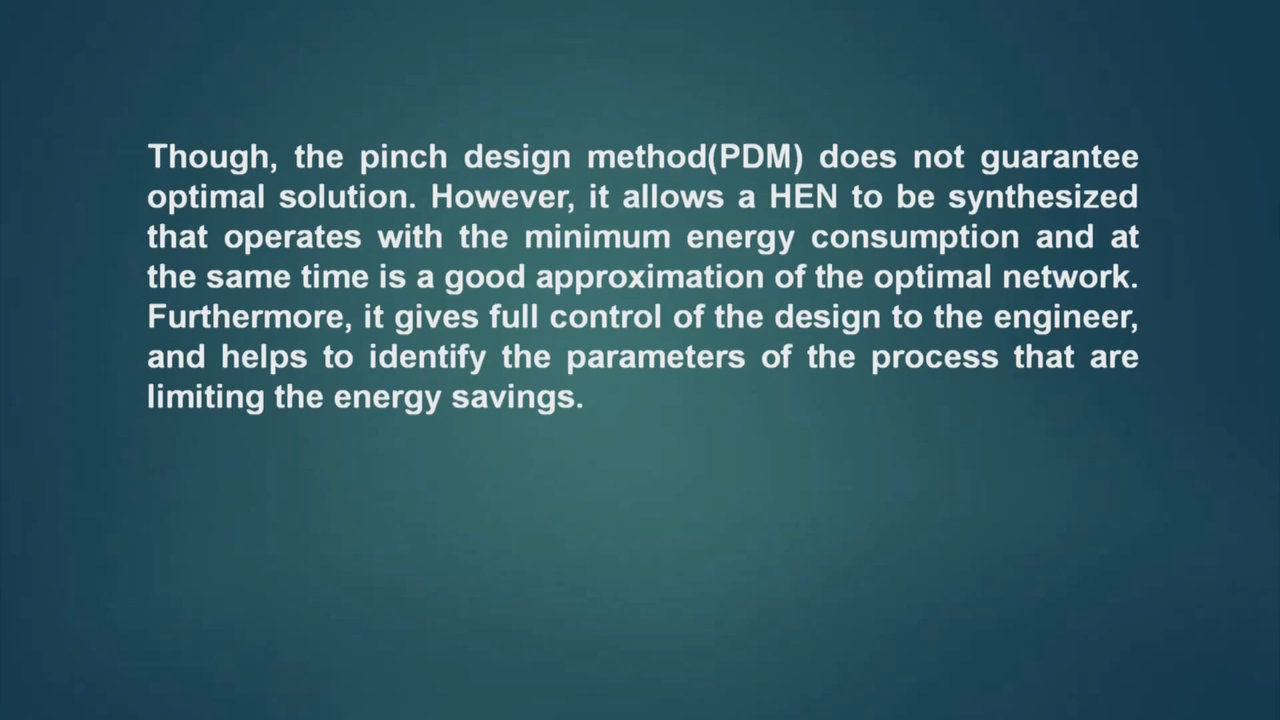 Though, the pinch design method(PDM) does not guarantee
optimal solution. However, it allows a HEN to be synthesized
that operates with the minimum energy consumption and at
the same time is a good approximation of the optimal network.
Furthermore, it gives full control of the design to the engineer,
and helps to identify the parameters of the process that are
limiting the energy savings.